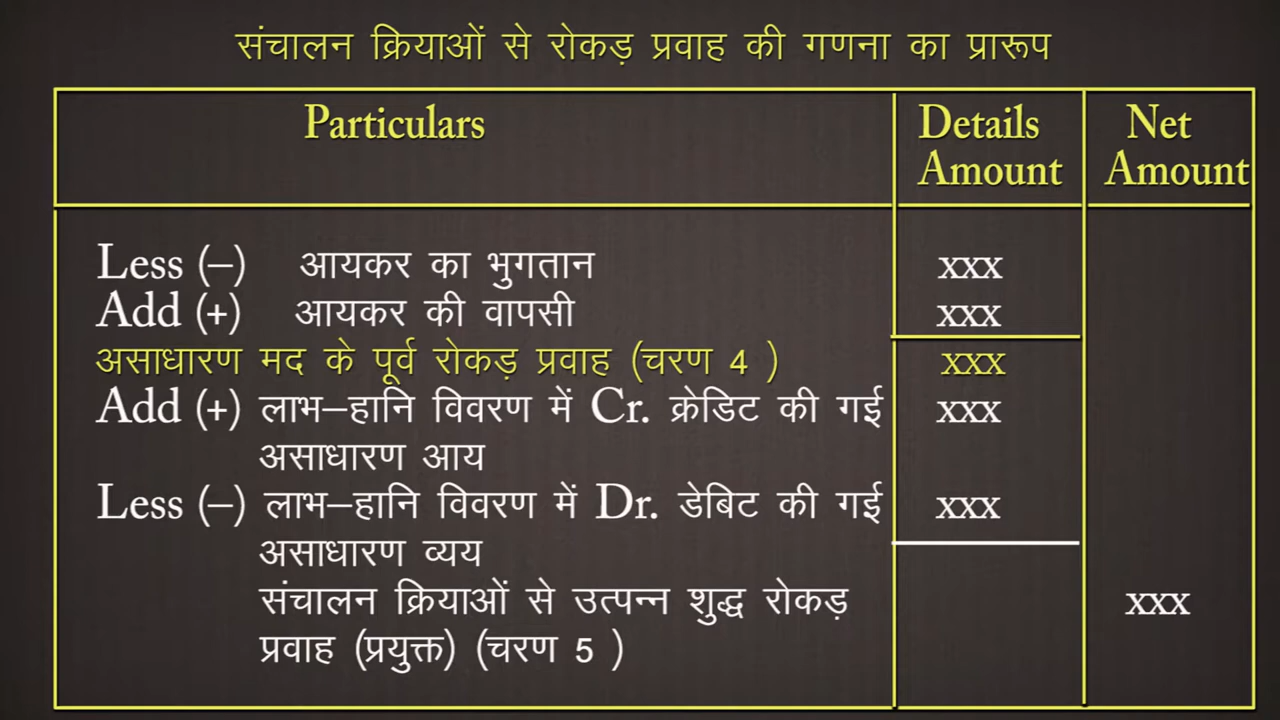 संचालन क्रियाओं से रोकड़ प्रवाह की गणना का प्रारूप
Particulars Details Net
Amount Amount
Less (–) आयकर का भुगतान xxx
Add (+) आयकर की वापसी xxx
असाधारण मद के पूर्व रोकड़ प्रवाह (चरण 4 ) xxx
Add (+) लाभ–हानि विवरण में Cr. क्रेडिट की गई xxx
असाधारण आय
Less (–) लाभ–हानि विवरण में Dr. डेबिट की गई xxx
असाधारण व्यय
संचालन क्रियाओं से उत्पन्न शुद्ध रोकड़ xxx
प्रवाह (प्रयुक्त) (चरण 5 )